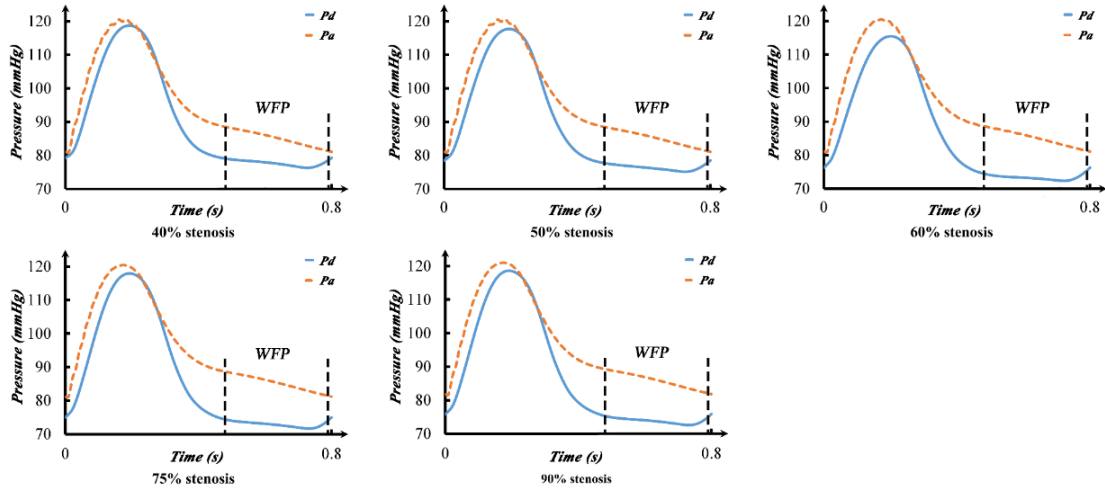 120
110
100
90
80
70
Pressure (mmHg)
Pd
Pa
WFP
0
0.8
Time (s)
40% stenosis
120
110
100
90
80
70
Pressure (mmHg)
Pd
Pa
WFP
0
0.8
Time (s)
50% stenosis
120
110
100
90
80
70
Pressure (mmHg)
Pd
Pa
WFP
0
0.8
Time (s)
60% stenosis
120
110
100
90
80
70
Pressure (mmHg)
Pd
Pa
WFP
0
0.8
Time (s)
75% stenosis
120
110
100
90
80
70
Pressure (mmHg)
Pd
Pa
WFP
0
0.8
Time (s)
90% stenosis